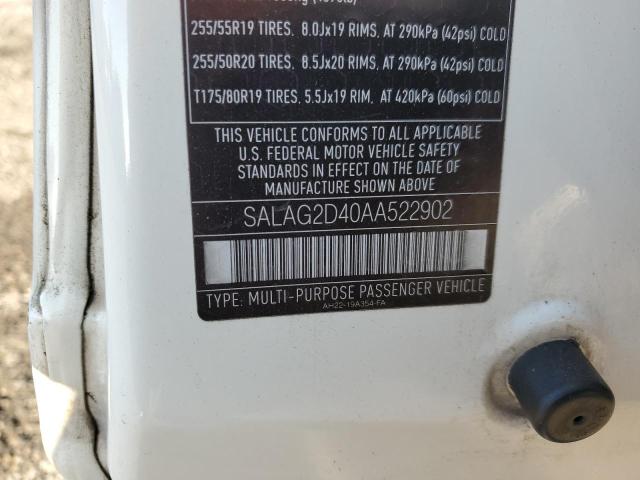 255/55R19 TIRES, 8.0Jx19 RIMS, AT 290kPa (42psi) COLD
255/50R20 TIRES, 8.5Jx20 RIMS, AT 290kPa (42psi) COLD
T175/80R19 TIRES, 5.5Jx19 RIM, AT 420kPa (60psi) COLD
THIS VEHICLE CONFORMS TO ALL APPLICABLE
U.S. FEDERAL MOTOR VEHICLE SAFETY
STANDARDS IN EFFECT ON THE DATE OF
MANUFACTURE SHOWN ABOVE.
SALAG2D40AA522902
TYPE: MULTI-PURPOSE PASSENGER VEHICLE
AH22-19A354-FA